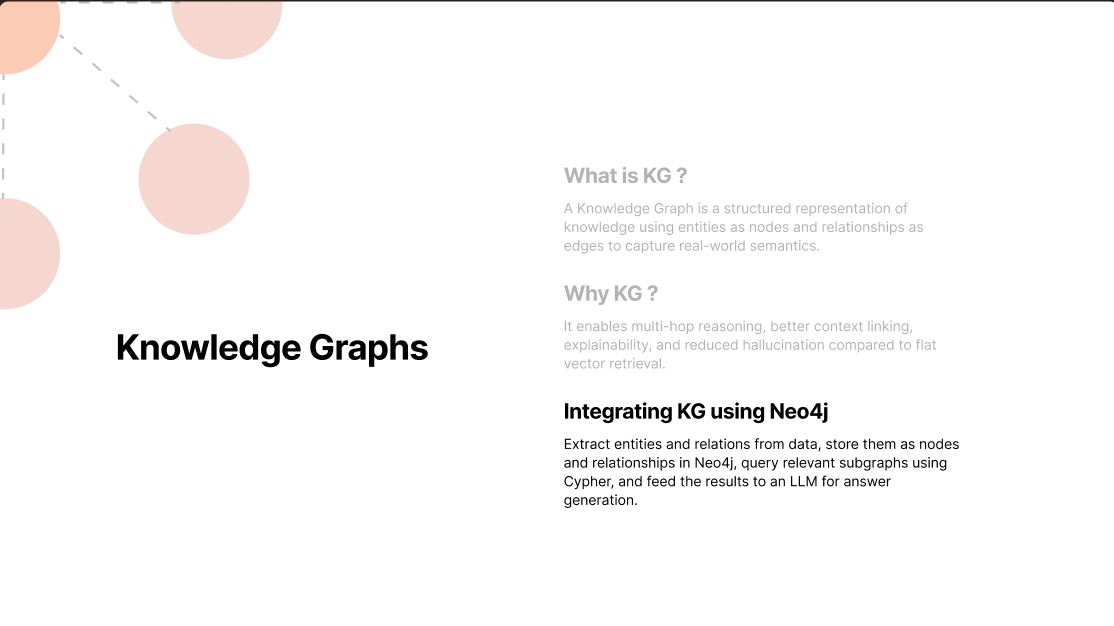 Knowledge Graphs
What is KG ?
A Knowledge Graph is a structured representation of
knowledge using entities as nodes and relationships as
edges to capture real-world semantics.
Why KG ?
It enables multi-hop reasoning, better context linking,
explainability, and reduced hallucination compared to flat
vector retrieval.
Integrating KG using Neo4j
Extract entities and relations from data, store them as nodes
and relationships in Neo4j, query relevant subgraphs using
Cypher, and feed the results to an LLM for answer
generation.